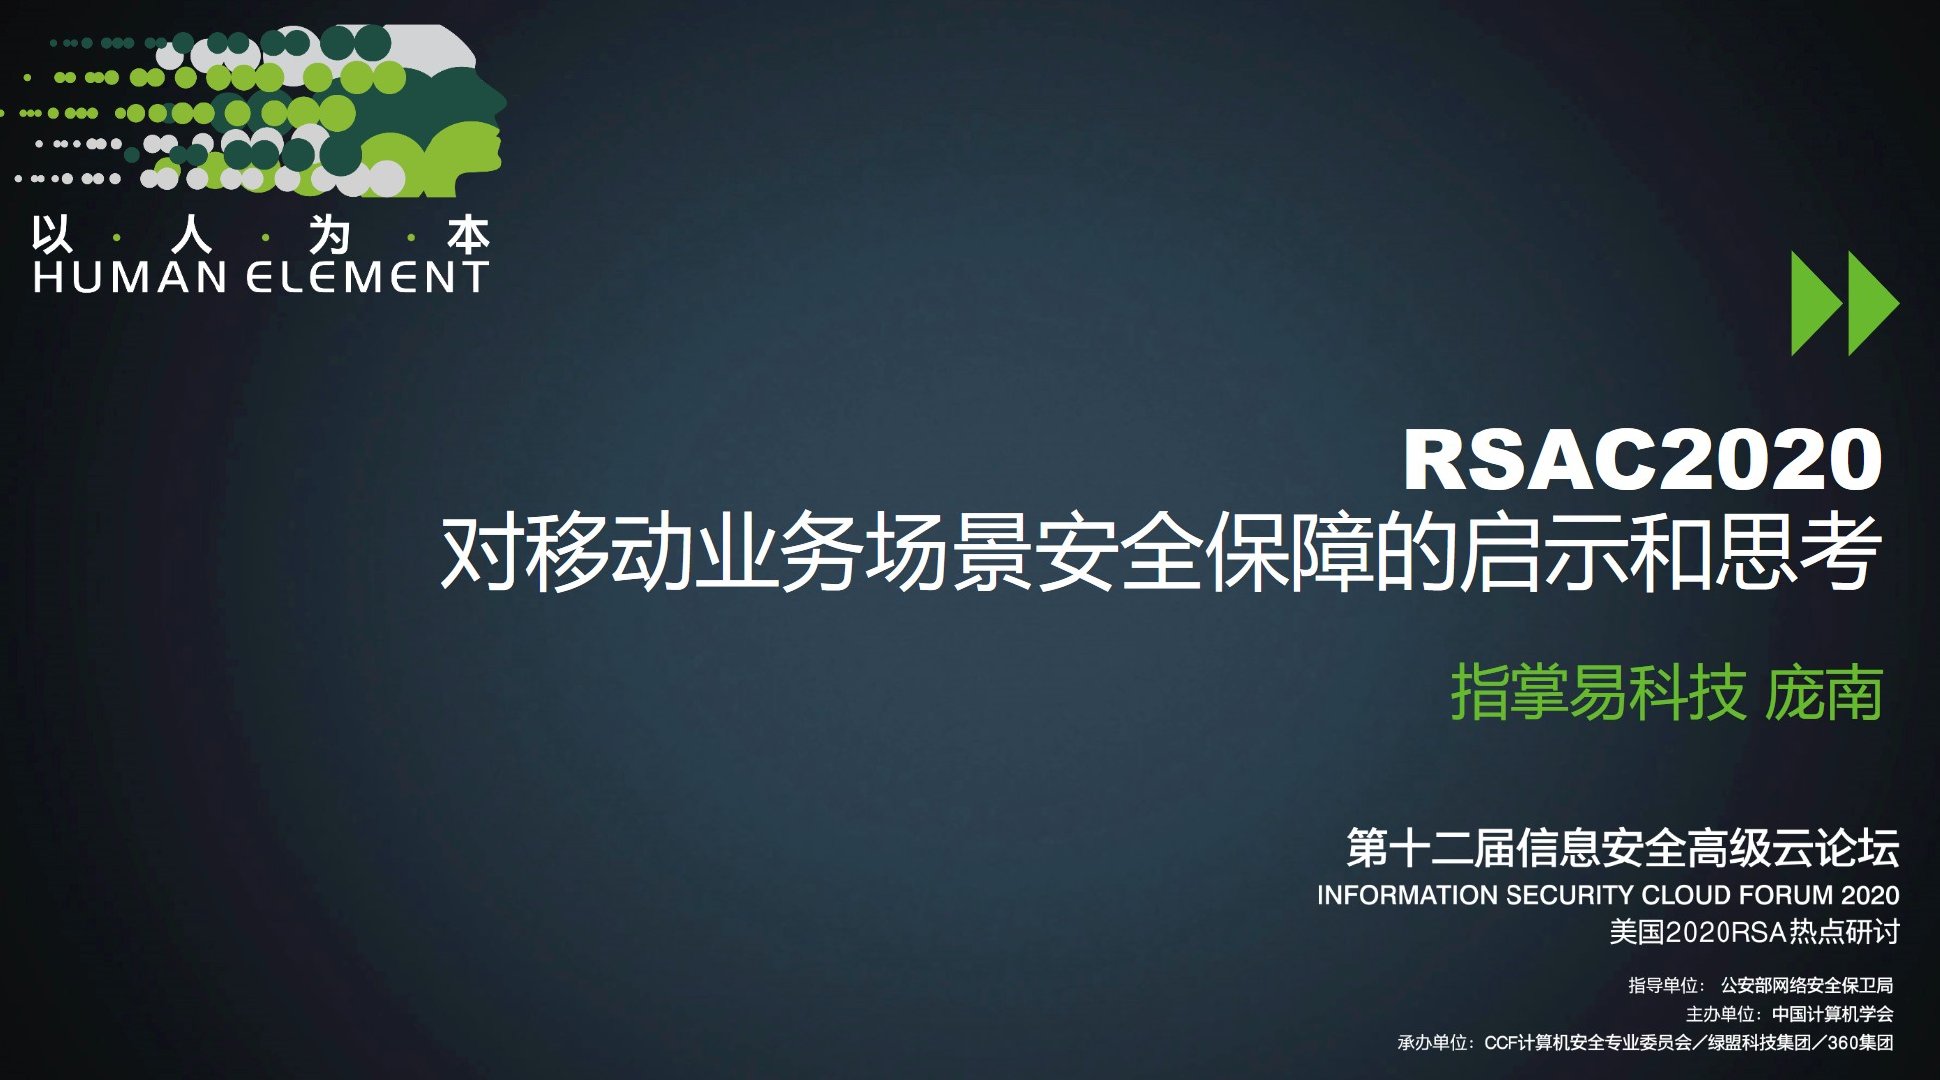 以·人·为·本
HUMAN ELEMENT
RSAC2020
对移动业务场景安全保障的启示和思考
指掌易科技 庞南
第十二届信息安全高级云论坛
INFORMATION SECURITY CLOUD FORUM 2020
美国2020RSA热点研讨
指导单位： 公安部网络安全保卫局
主办单位：中国计算机学会
承办单位：CCF计算机安全专业委员会／绿盟科技集团／360集团